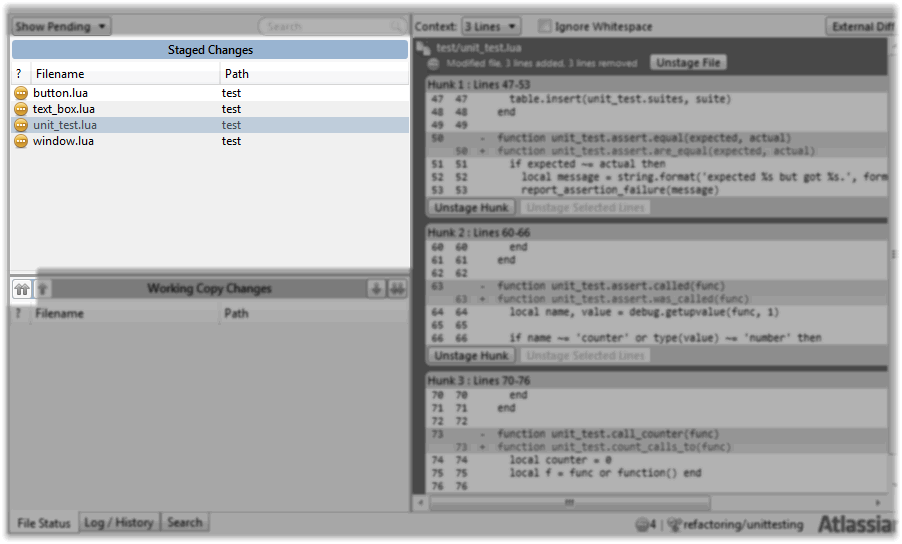 Show Pending
Search
Staged Changes
? Filename Path
button.lua test
text_box.lua test
unit_test.lua test
window.lua test
Working Copy Changes
? Filename Path
File Status Log / History Search
Context: 3 Lines Ignore Whitespace External Diff
test/unit_test.lua
Modified file, 3 lines added, 3 lines removed Unstage File
Hunk 1 : Lines 47-53
47 47 table.insert(unit_test.suites, suite)
48 48 end
49 49
50 - function unit_test.assert.equal(expected, actual)
50 + function unit_test.assert.are_equal(expected, actual)
51 51 if expected ~= actual then
52 52 local message = string.format('expected %s but got %s.', form
53 53 report_assertion_failure(message)
Unstage Hunk Unstage Selected Lines
Hunk 2 : Lines 60-66
60 60 end
61 61 end
62 62
63 - function unit_test.assert.called(func)
63 + function unit_test.assert.was_called(func)
64 64 local name, value = debug.getupvalue(func, 1)
65 65
66 66 if name ~= 'counter' or type(value) ~= 'number' then
Unstage Hunk Unstage Selected Lines
Hunk 3 : Lines 70-76
70 70 end
71 71 end
72 72
73 - function unit_test.call_counter(func)
73 + function unit_test.count_calls_to(func)
74 74 local counter = 0
75 75 local f = func or function() end
76 76
4 refactoring/unittesting Atlassian